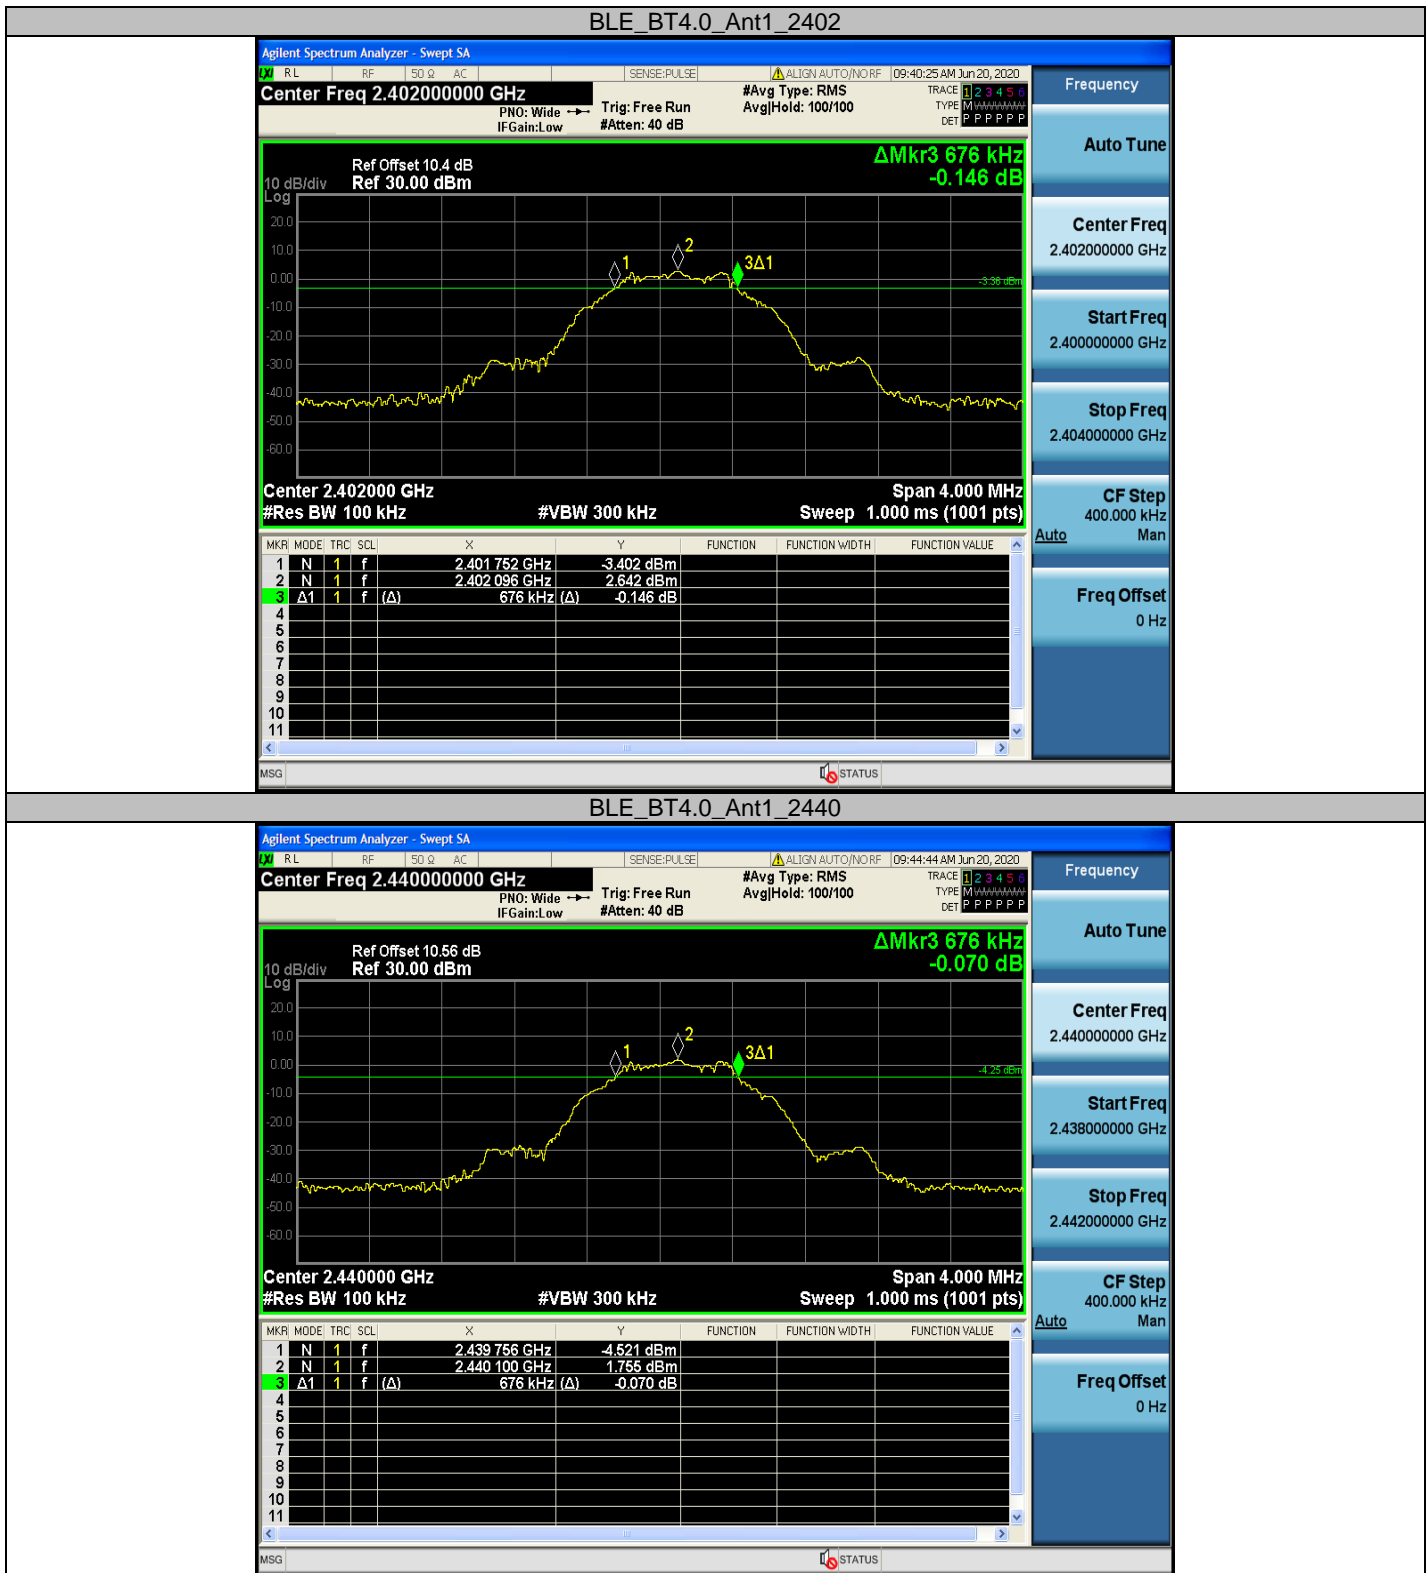 BLE_BT4.0_Ant1_2402
Agilent Spectrum Analyzer - Swept SA
LXI RL RF 50 Ω AC SENSE:PULSE ALIGN AUTO/NO RF 09:40:25 AM Jun 20, 2020
Center Freq 2.402000000 GHz
PNO: Wide
IFGain:Low
Trig: Free Run
#Atten: 40 dB
#Avg Type: RMS
Avg|Hold: 100/100
TRACE 1 2 3 4 5 6
TYPE M
DET P P P P P P
Ref Offset 10.4 dB
10 dB/div Ref 30.00 dBm
Log
ΔMkr3 676 kHz
-0.146 dB
20.0
10.0
0.00
-10.0
-20.0
-30.0
-40.0
-50.0
-60.0
1
2
3Δ1
-3.36 dBm
Center 2.402000 GHz Span 4.000 MHz
#Res BW 100 kHz #VBW 300 kHz Sweep 1.000 ms (1001 pts)
MKR MODE TRC SCL X Y FUNCTION FUNCTION WIDTH FUNCTION VALUE
1 N 1 f 2.401 752 GHz -3.402 dBm
2 N 1 f 2.402 096 GHz 2.642 dBm
3 Δ1 1 f (Δ) 676 kHz (Δ) -0.146 dB
4
5
6
7
8
9
10
11
MSG STATUS
Frequency
Auto Tune
Center Freq
2.402000000 GHz
Start Freq
2.400000000 GHz
Stop Freq
2.404000000 GHz
CF Step
400.000 kHz
Auto Man
Freq Offset
0 Hz
BLE_BT4.0_Ant1_2440
Agilent Spectrum Analyzer - Swept SA
LXI RL RF 50 Ω AC SENSE:PULSE ALIGN AUTO/NO RF 09:44:44 AM Jun 20, 2020
Center Freq 2.440000000 GHz
PNO: Wide
IFGain:Low
Trig: Free Run
#Atten: 40 dB
#Avg Type: RMS
Avg|Hold: 100/100
TRACE 1 2 3 4 5 6
TYPE M
DET P P P P P P
Ref Offset 10.56 dB
10 dB/div Ref 30.00 dBm
Log
ΔMkr3 676 kHz
-0.070 dB
20.0
10.0
0.00
-10.0
-20.0
-30.0
-40.0
-50.0
-60.0
1
2
3Δ1
-4.25 dBm
Center 2.440000 GHz Span 4.000 MHz
#Res BW 100 kHz #VBW 300 kHz Sweep 1.000 ms (1001 pts)
MKR MODE TRC SCL X Y FUNCTION FUNCTION WIDTH FUNCTION VALUE
1 N 1 f 2.439 756 GHz -4.521 dBm
2 N 1 f 2.440 100 GHz 1.755 dBm
3 Δ1 1 f (Δ) 676 kHz (Δ) -0.070 dB
4
5
6
7
8
9
10
11
MSG STATUS
Frequency
Auto Tune
Center Freq
2.440000000 GHz
Start Freq
2.438000000 GHz
Stop Freq
2.442000000 GHz
CF Step
400.000 kHz
Auto Man
Freq Offset
0 Hz